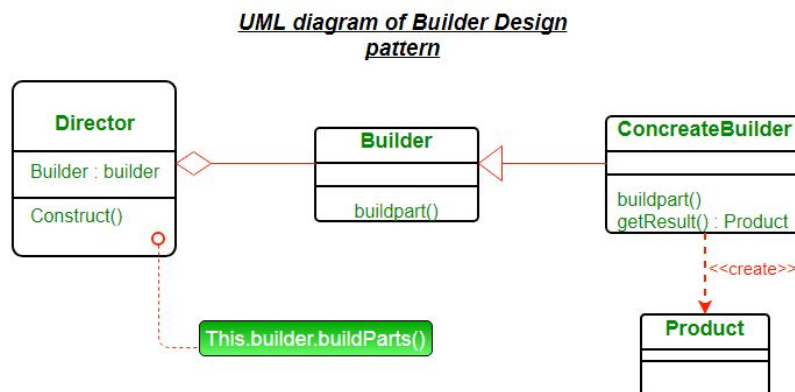 UML diagram of Builder Design
pattern
Director
Builder : builder
Construct()
This.builder.buildParts()
Builder
buildpart()
ConcreateBuilder
buildpart()
getResult() : Product
<<create>>
Product